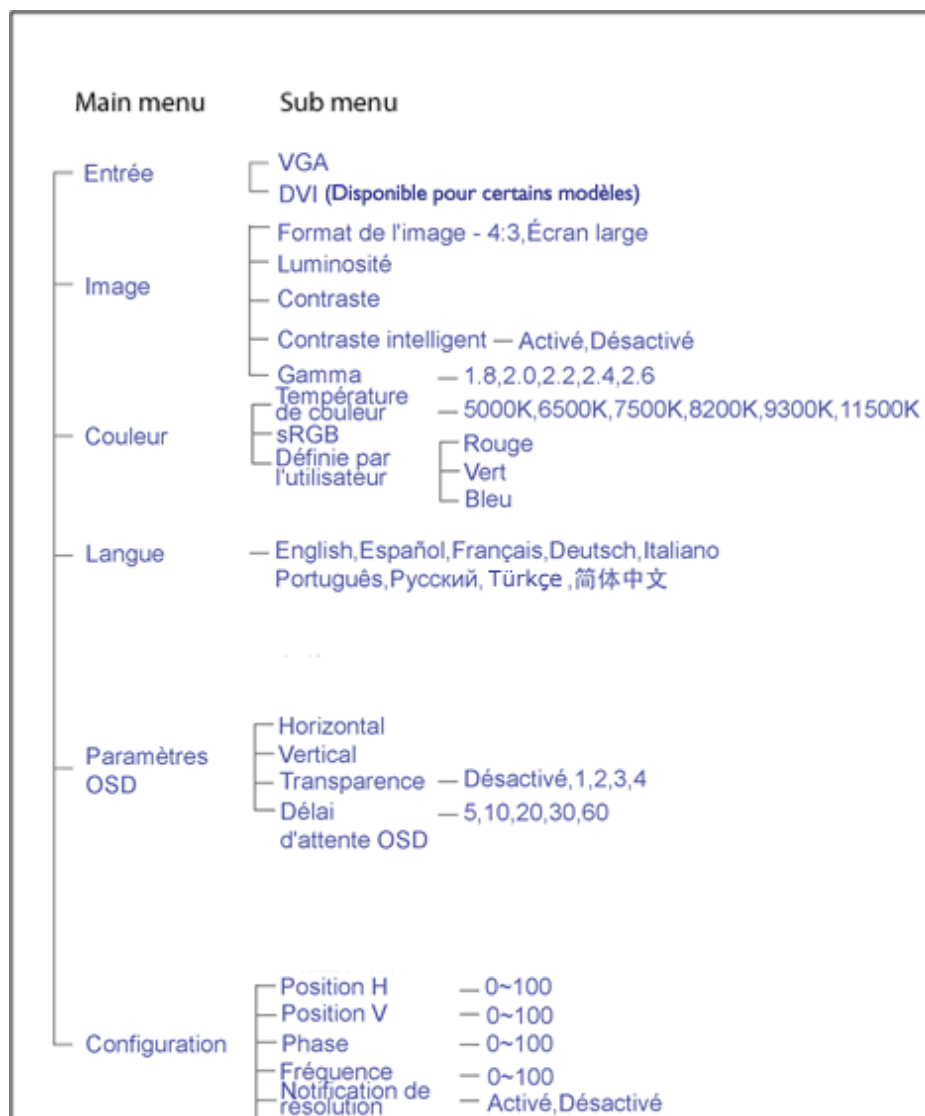 Main menu Sub menu
Entrée
VGA
DVI (Disponible pour certains modèles)
Image
Format de l'image - 4:3,Écran large
Luminosité
Contraste
Contraste intelligent — Activé,Désactivé
Gamma — 1.8,2.0,2.2,2.4,2.6
Couleur
Température
de couleur — 5000K,6500K,7500K,8200K,9300K,11500K
sRGB
Définie par
l'utilisateur
Rouge
Vert
Bleu
Langue — English,Español,Français,Deutsch,Italiano
Português,Русский, Türkçe ,简体中文
Paramètres
OSD
Horizontal
Vertical
Transparence — Désactivé,1,2,3,4
Délai — 5,10,20,30,60
d'attente OSD
Configuration
Position H — 0~100
Position V — 0~100
Phase — 0~100
Fréquence — 0~100
Notification de
résolution — Activé,Désactivé